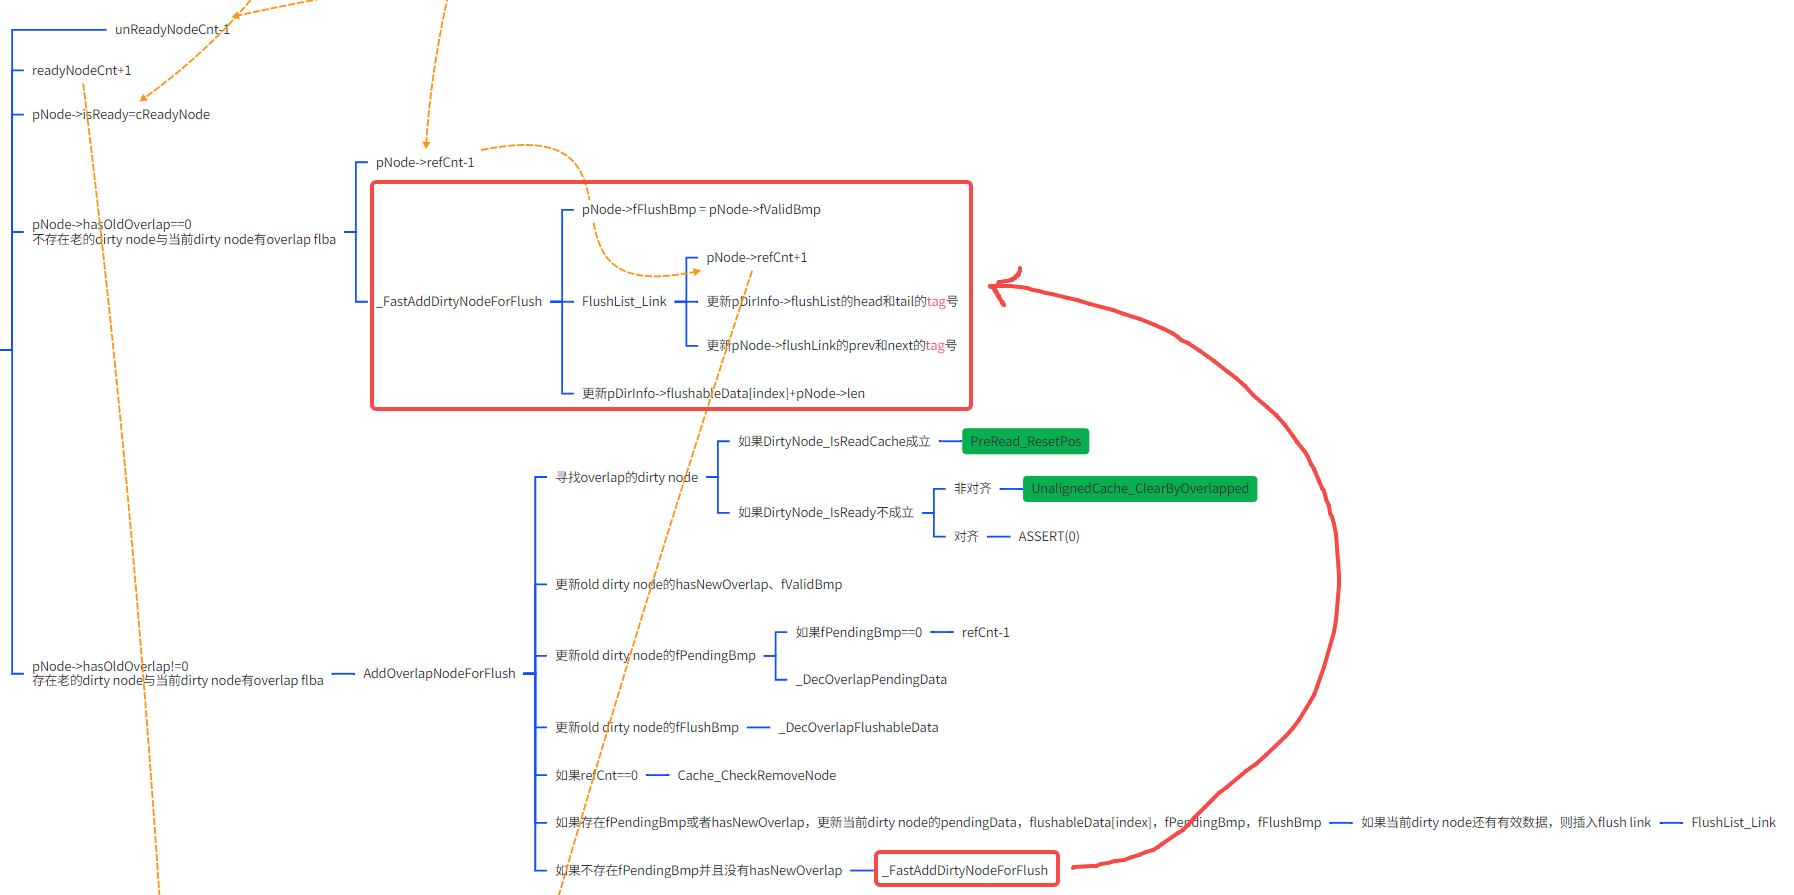 unReadyNodeCnt-1
readyNodeCnt+1
pNode->isReady=cReadyNode
pNode->hasOldOverlap==0
不存在老的dirty node与当前dirty node有overlap flba
pNode->refCnt-1
_FastAddDirtyNodeForFlush
pNode->fFlushBmp = pNode->fValidBmp
FlushList_Link
pNode->refCnt+1
更新pDirInfo->flushList的head和tail的tag号
更新pNode->flushLink的prev和next的tag号
更新pDirInfo->flushableData[index]+pNode->len
pNode->hasOldOverlap!=0
存在老的dirty node与当前dirty node有overlap flba
AddOverlapNodeForFlush
寻找overlap的dirty node
如果DirtyNode_IsReadCache成立
PreRead_ResetPos
如果DirtyNode_IsReady不成立
非对齐
UnalignedCache_ClearByOverlapped
对齐
ASSERT(0)
更新old dirty node的hasNewOverlap、fValidBmp
更新old dirty node的fPendingBmp
如果fPendingBmp==0
refCnt-1
_DecOverlapPendingData
更新old dirty node的fFlushBmp
_DecOverlapFlushableData
如果refCnt==0
Cache_CheckRemoveNode
如果存在fPendingBmp或者hasNewOverlap，更新当前dirty node的pendingData，flushableData[index]，fPendingBmp，fFlushBmp
如果当前dirty node还有有效数据，则插入flush link
FlushList_Link
如果不存在fPendingBmp并且没有hasNewOverlap
_FastAddDirtyNodeForFlush